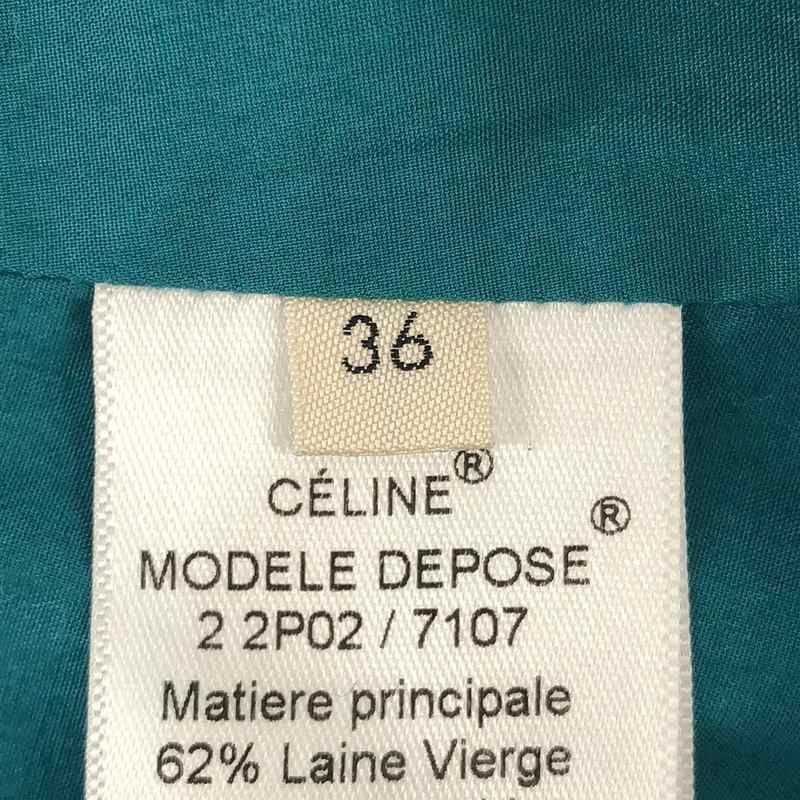 36
CÉLINE®
MODELE DEPOSE®
2 2P02 / 7107
Matiere principale
62% Laine Vierge